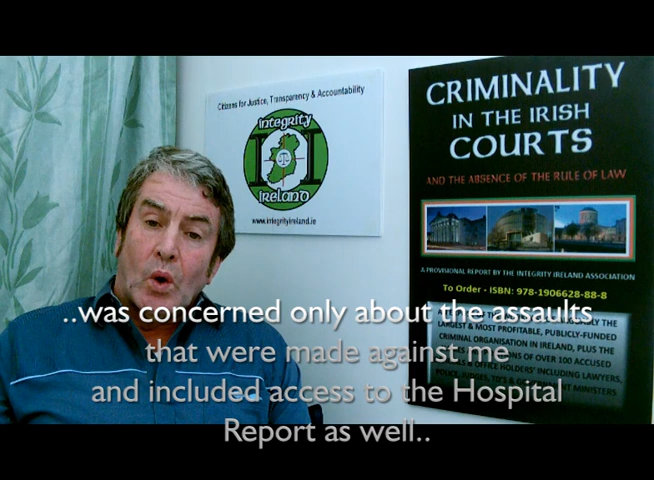 Citizens for Justice, Transparency & Accountability
integrity
I I
IRELAND
www.integrityireland.ie
CRIMINALITY
IN THE IRISH
COURTS
AND THE ABSENCE OF THE RULE OF LAW
A PROVISIONAL REPORT BY THE INTEGRITY IRELAND ASSOCIATION
To Order - ISBN: 978-1906628-88-8
THE
LARGEST & MOST PROFITABLE, PUBLICLY-FUNDED
CRIMINAL ORGANISATION IN IRELAND, PLUS THE
OF OVER 100 ACCUSED
OFFICE HOLDERS' INCLUDING LAWYERS,
MINISTERS
..was concerned only about the assaults
that were made against me
and included access to the Hospital
Report as well..